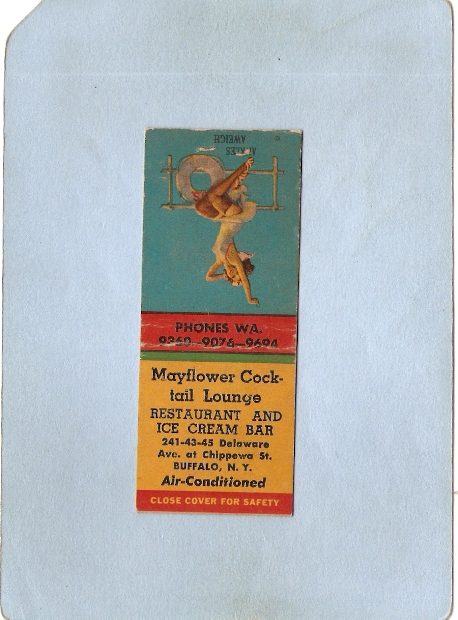 AWEIGH
PHONES WA.
9360-9076-9694
Mayflower Cock-
tail Lounge
RESTAURANT AND
ICE CREAM BAR
241-43-45 Delaware
Ave. at Chippewa St.
BUFFALO, N. Y.
Air-Conditioned
CLOSE COVER FOR SAFETY